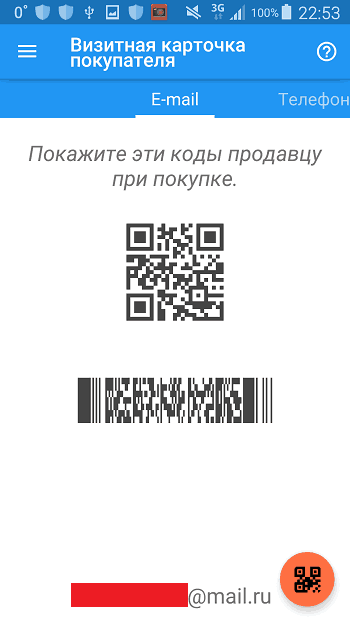 0° 3G 100% 22:53
Визитная карточка
покупателя
E-mail Телефон
Покажите эти коды продавцу
при покупке.
@mail.ru